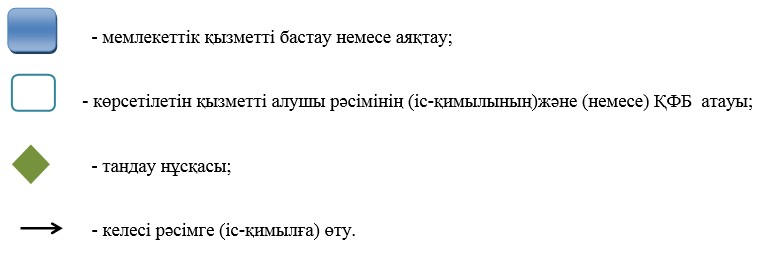 - мемлекеттік қызметті бастау немесе аяқтау;
- көрсетілетін қызметті алушы рәсімінің (іс-қимылының)және (немесе) ҚФБ атауы;
- таңдау нұсқасы;
- келесі рәсімге (іс-қимылға) өту.